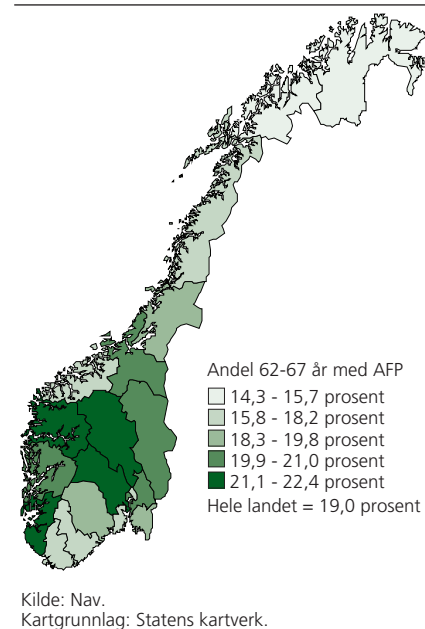 Andel 62-67 år med AFP
14,3 - 15,7 prosent
15,8 - 18,2 prosent
18,3 - 19,8 prosent
19,9 - 21,0 prosent
21,1 - 22,4 prosent
Hele landet = 19,0 prosent
Kilde: Nav.
Kartgrunnlag: Statens kartverk.